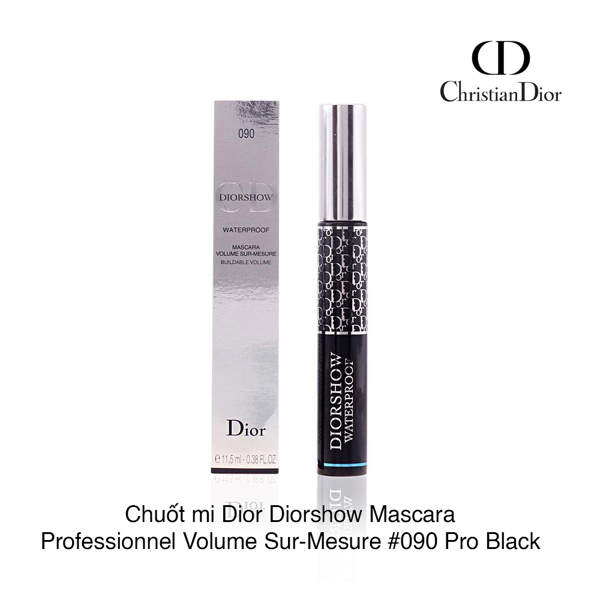 CD
ChristianDior
090
CD
DIORSHOW
WATERPROOF
MASCARA
VOLUME SUR-MESURE
BUILDABLE VOLUME
Dior
e 11,5 ml - 0.38 FL.OZ
DIORSHOW
WATERPROOF
Chuốt mi Dior Diorshow Mascara
Professionnel Volume Sur-Mesure #090 Pro Black